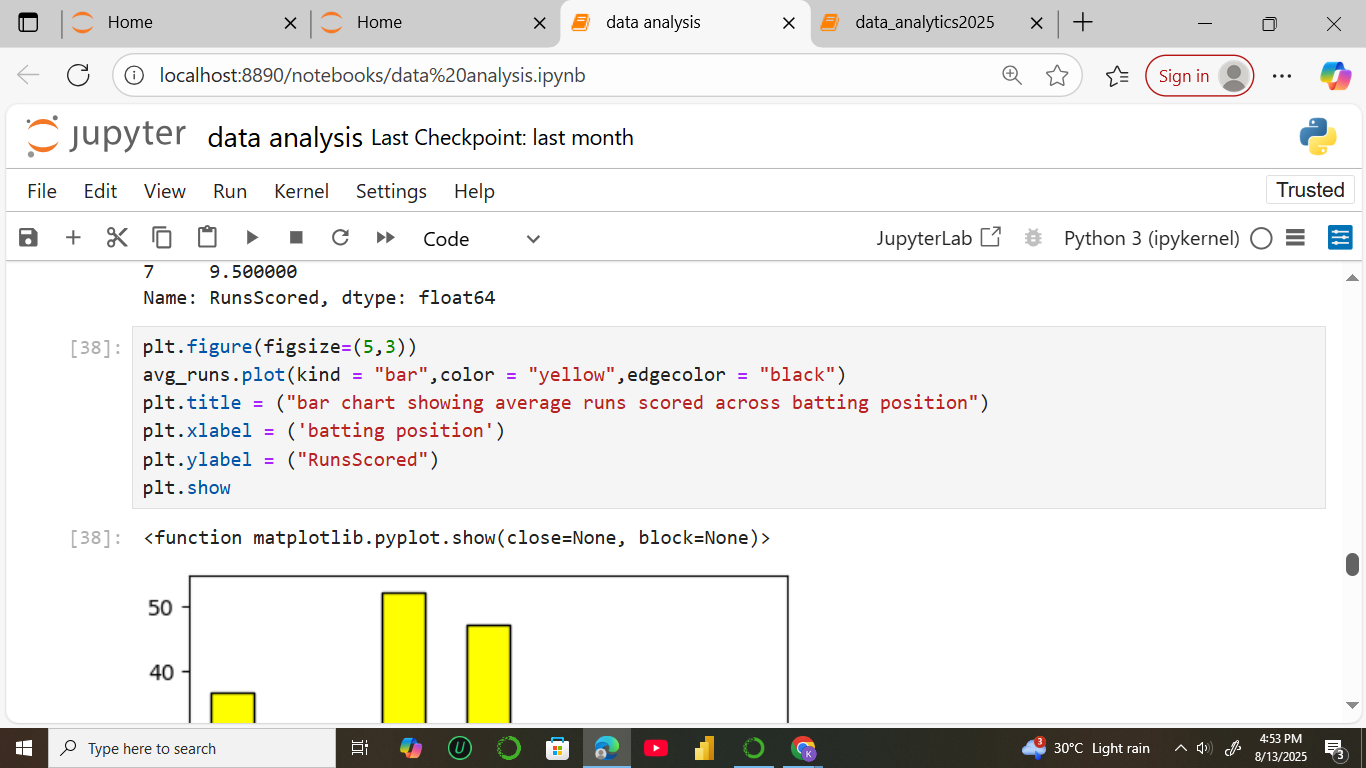 Home
Home
data analysis
data_analytics2025
localhost:8890/notebooks/data%20analysis.ipynb
Sign in
jupyter data analysis Last Checkpoint: last month
File Edit View Run Kernel Settings Help
Trusted
Code
JupyterLab
Python 3 (ipykernel)
7 9.500000
Name: RunsScored, dtype: float64
[38]: plt.figure(figsize=(5,3))
avg_runs.plot(kind = "bar",color = "yellow",edgecolor = "black")
plt.title = ("bar chart showing average runs scored across batting position")
plt.xlabel = ('batting position')
plt.ylabel = ("RunsScored")
plt.show
[38]: <function matplotlib.pyplot.show(close=None, block=None)>
50
40
Type here to search
U
K
3
30°C Light rain
4:53 PM
8/13/2025
3